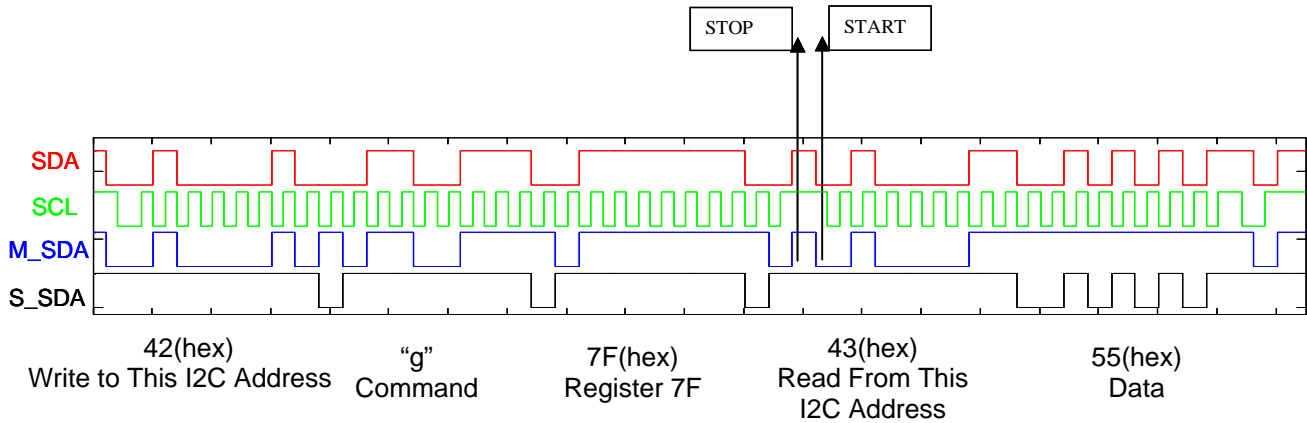 STOP
START
SDA
SCL
M_SDA
S_SDA
42(hex)
Write to This I2C Address
“g”
Command
7F(hex)
Register 7F
43(hex)
Read From This
I2C Address
55(hex)
Data